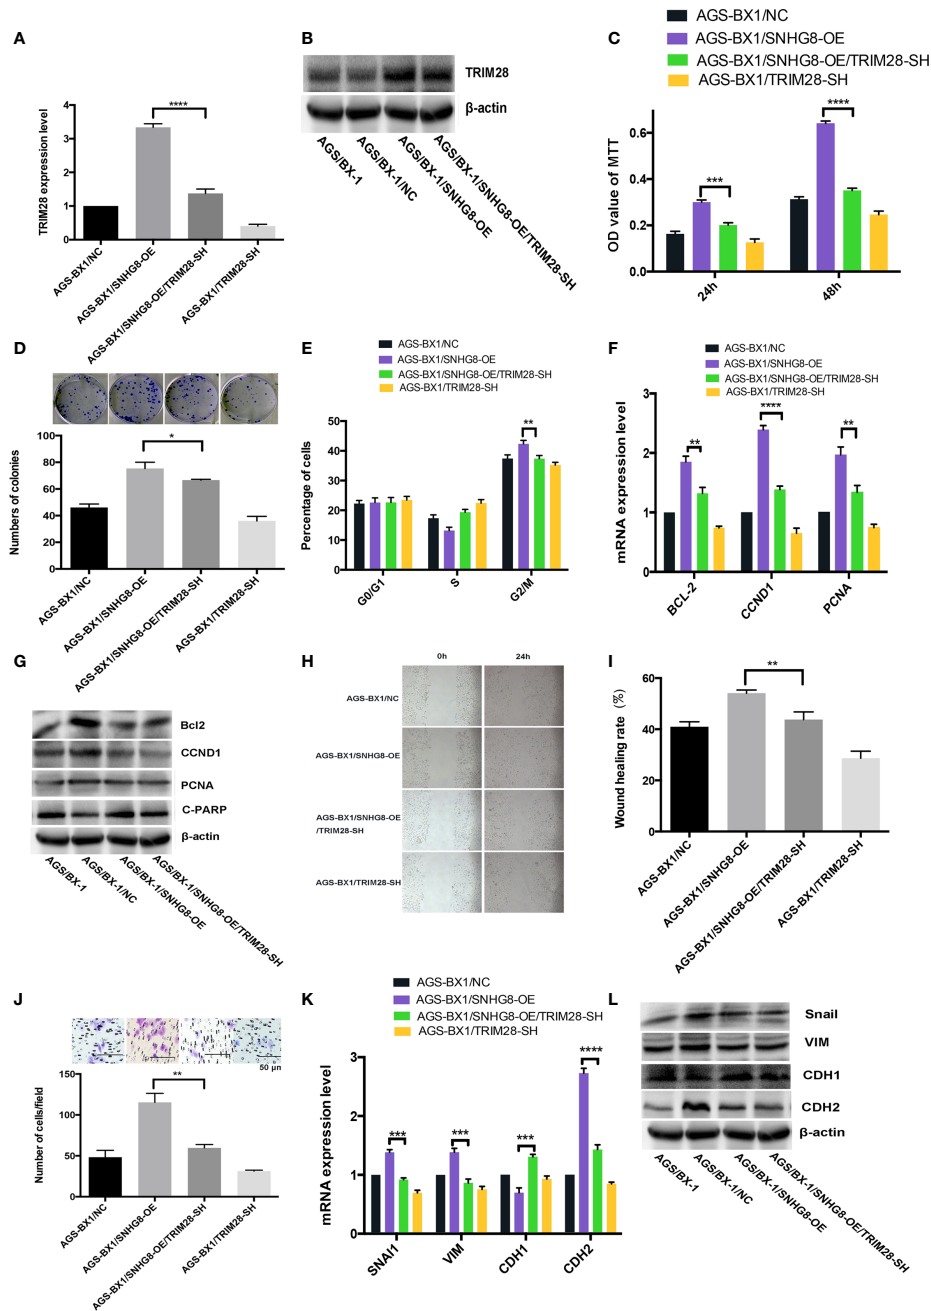 A
TRIM28 expression level
4
3
2
1
0
****
AGS-BX1/NC
AGS-BX1/SNHG8-OE
AGS-BX1/SNHG8-OE/TRIM28-SH
AGS-BX1/TRIM28-SH
B
TRIM28
β-actin
AGS/BX-1
AGS/BX-1/NC
AGS/BX-1/SNHG8-OE
AGS/BX-1/SNHG8-OE/TRIM28-SH
C
AGS-BX1/NC
AGS-BX1/SNHG8-OE
AGS-BX1/SNHG8-OE/TRIM28-SH
AGS-BX1/TRIM28-SH
OD value of MTT
0.6
0.4
0.2
0.0
***
****
24h
48h
D
Numbers of colonies
100
80
60
40
20
0
*
AGS-BX1/NC
AGS-BX1/SNHG8-OE
AGS-BX1/SNHG8-OE/TRIM28-SH
AGS-BX1/TRIM28-SH
E
AGS-BX1/NC
AGS-BX1/SNHG8-OE
AGS-BX1/SNHG8-OE/TRIM28-SH
AGS-BX1/TRIM28-SH
Percentage of cells
50
40
30
20
10
0
**
G0/G1
S
G2/M
F
AGS-BX1/NC
AGS-BX1/SNHG8-OE
AGS-BX1/SNHG8-OE/TRIM28-SH
AGS-BX1/TRIM28-SH
mRNA expression level
3
2
1
0
**
****
**
BCL-2
CCND1
PCNA
G
Bcl2
CCND1
PCNA
C-PARP
β-actin
AGS/BX-1
AGS/BX-1/NC
AGS/BX-1/SNHG8-OE
AGS/BX-1/SNHG8-OE/TRIM28-SH
H
0h
24h
AGS-BX1/NC
AGS-BX1/SNHG8-OE
AGS-BX1/SNHG8-OE
/TRIM28-SH
AGS-BX1/TRIM28-SH
I
Wound healing rate (%)
60
40
20
0
**
AGS-BX1/NC
AGS-BX1/SNHG8-OE
AGS-BX1/SNHG8-OE/TRIM28-SH
AGS-BX1/TRIM28-SH
J
50 μn
Number of cells/field
150
100
50
0
**
AGS-BX1/NC
AGS-BX1/SNHG8-OE
AGS-BX1/SNHG8-OE/TRIM28-SH
AGS-BX1/TRIM28-SH
K
AGS-BX1/NC
AGS-BX1/SNHG8-OE
AGS-BX1/SNHG8-OE/TRIM28-SH
AGS-BX1/TRIM28-SH
mRNA expression level
3
2
1
0
***
***
***
****
SNAI1
VIM
CDH1
CDH2
L
Snail
VIM
CDH1
CDH2
β-actin
AGS/BX-1
AGS/BX-1/NC
AGS/BX-1/SNHG8-OE
AGS/BX-1/SNHG8-OE/TRIM28-SH